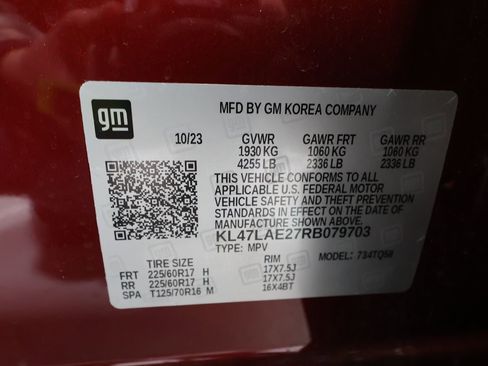 gm
MFD BY GM KOREA COMPANY
10/23 GVWR GAWR FRT GAWR RR
1930 KG 1060 KG 1060 KG
4255 LB 2336 LB 2336 LB
THIS VEHICLE CONFORMS TO ALL
APPLICABLE U.S. FEDERAL MOTOR
VEHICLE SAFETY AND THEFT
PREVENTION STANDARDS IN EFFECT
ON THE DATE OF MANUFACTURE
SHOWN ABOVE.
KL47LAE27RB079703
TYPE: MPV 734TQ58
TIRE SIZE RIM
FRT 225/60R17 H 17X7.5J
RR 225/60R17 H 17X7.5J
SPA T125/70R16 M 16X4BT